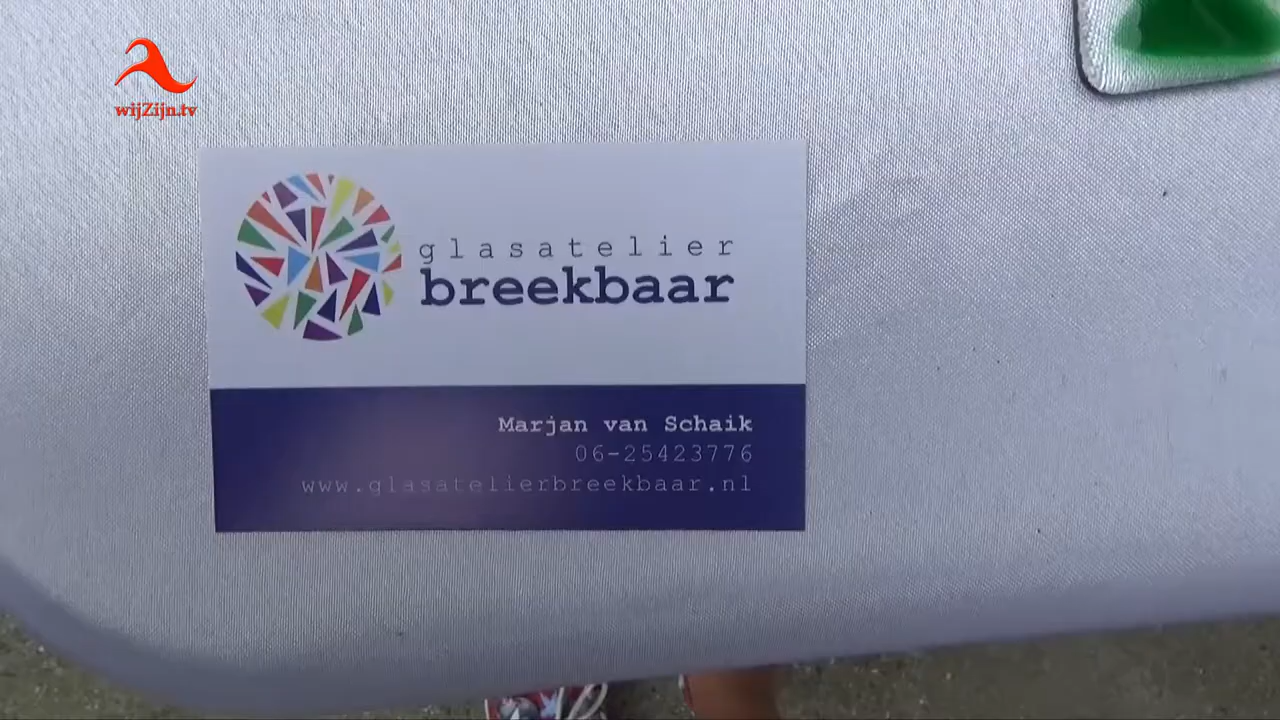 wijZijn.tv
glasatelier
breekbaar
Marjan van Schaik
06-25423776
www.glasatelierbreekbaar.nl